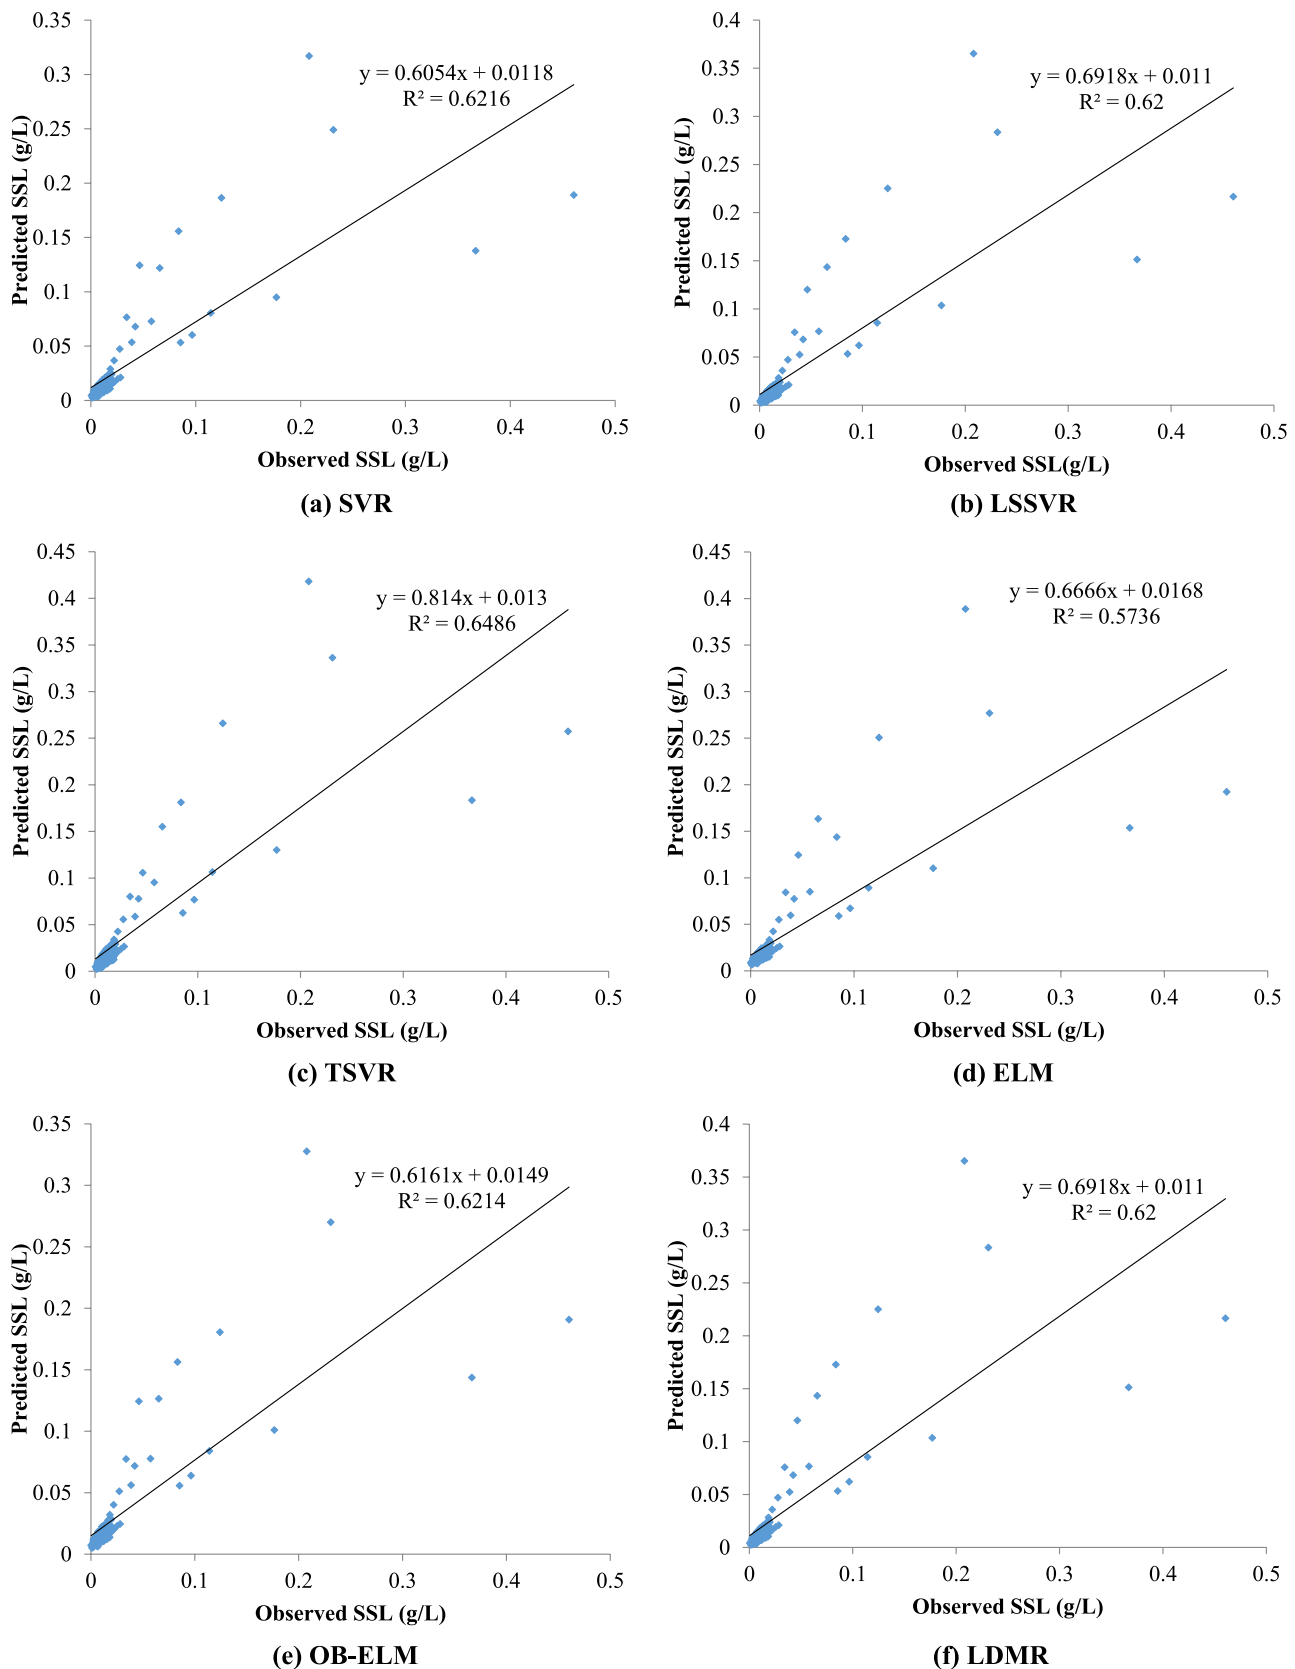 0.35
0.3
0.25
0.2
0.15
0.1
0.05
0
Predicted SSL (g/L)
y = 0.6054x + 0.0118
R² = 0.6216
0 0.1 0.2 0.3 0.4 0.5
Observed SSL (g/L)
(a) SVR
0.4
0.35
0.3
0.25
0.2
0.15
0.1
0.05
0
Predicted SSL (g/L)
y = 0.6918x + 0.011
R² = 0.62
0 0.1 0.2 0.3 0.4 0.5
Observed SSL(g/L)
(b) LSSVR
0.45
0.4
0.35
0.3
0.25
0.2
0.15
0.1
0.05
0
Predicted SSL (g/L)
y = 0.814x + 0.013
R² = 0.6486
0 0.1 0.2 0.3 0.4 0.5
Observed SSL (g/L)
(c) TSVR
0.45
0.4
0.35
0.3
0.25
0.2
0.15
0.1
0.05
0
Predicted SSL (g/L)
y = 0.6666x + 0.0168
R² = 0.5736
0 0.1 0.2 0.3 0.4 0.5
Observed SSL (g/L)
(d) ELM
0.35
0.3
0.25
0.2
0.15
0.1
0.05
0
Predicted SSL (g/L)
y = 0.6161x + 0.0149
R² = 0.6214
0 0.1 0.2 0.3 0.4 0.5
Observed SSL (g/L)
(e) OB-ELM
0.4
0.35
0.3
0.25
0.2
0.15
0.1
0.05
0
Predicted SSL (g/L)
y = 0.6918x + 0.011
R² = 0.62
0 0.1 0.2 0.3 0.4 0.5
Observed SSL (g/L)
(f) LDMR